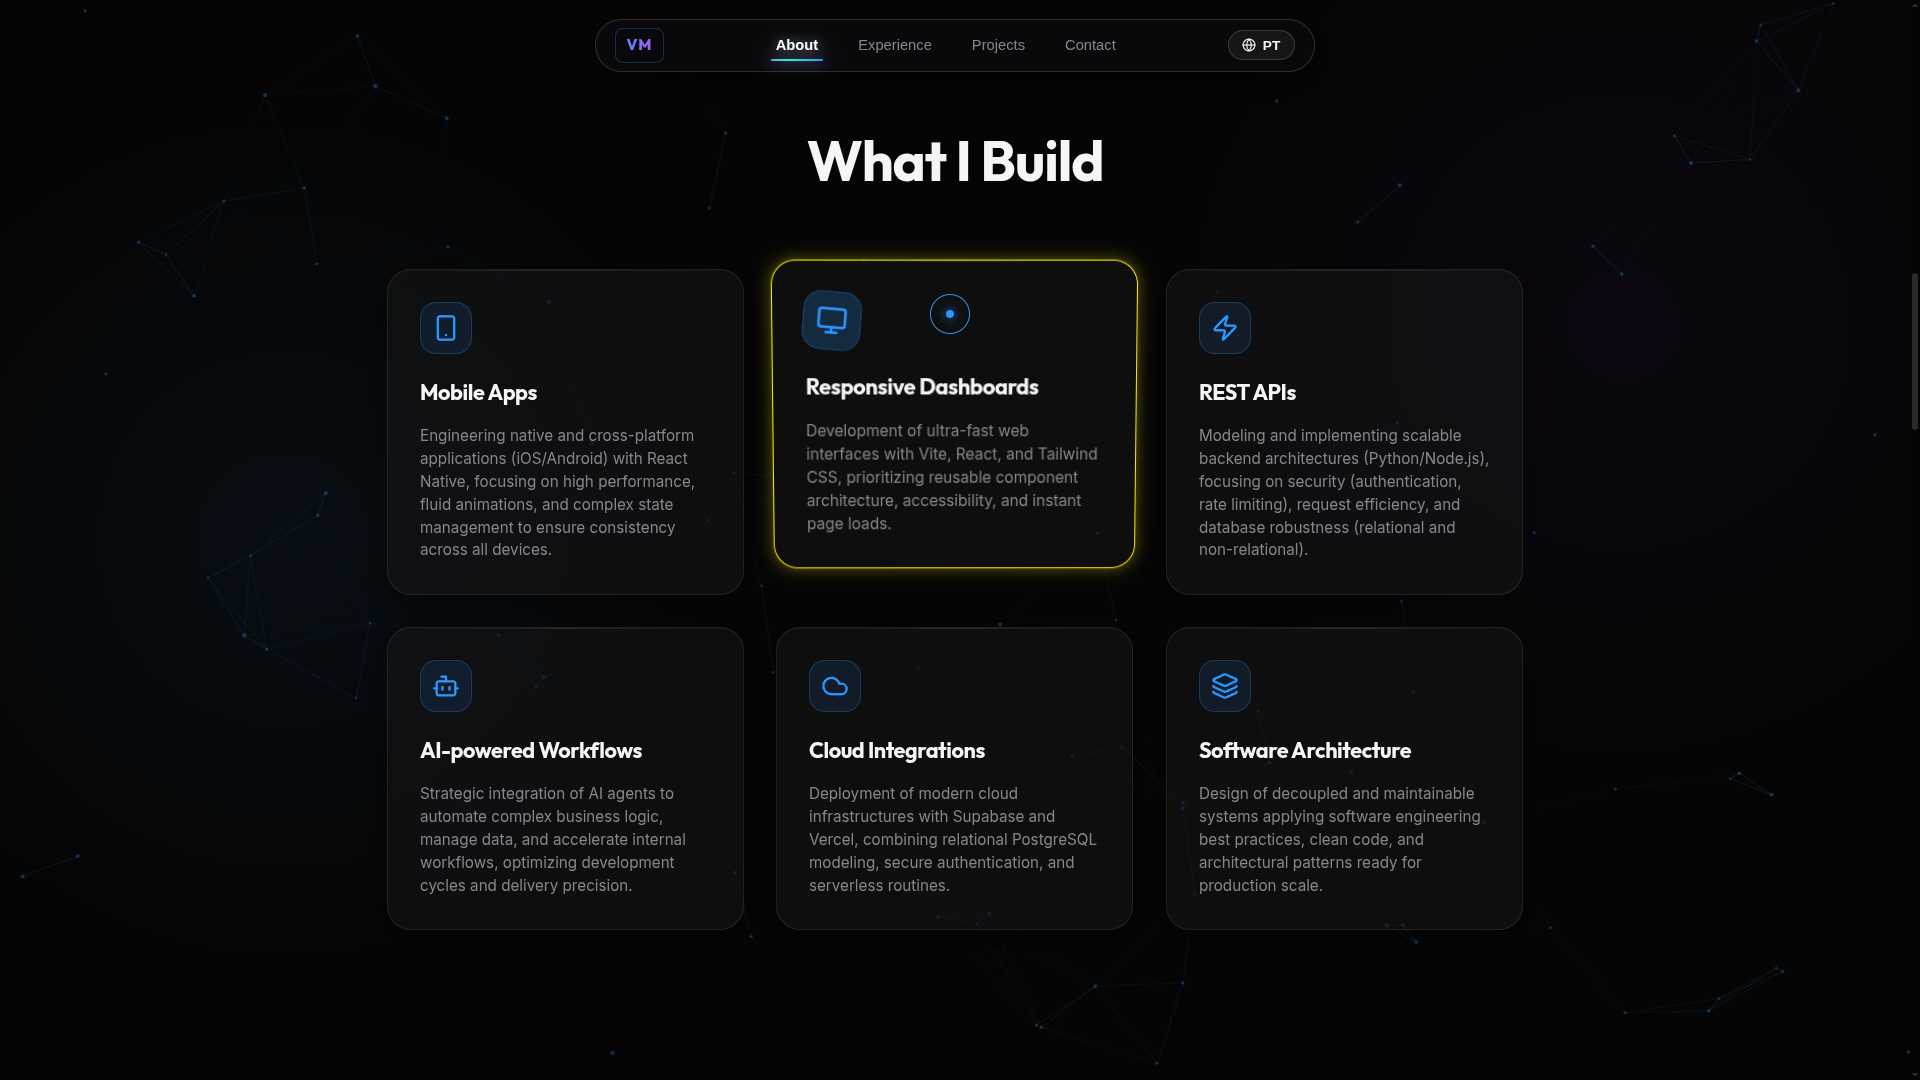 VM
About
Experience
Projects
Contact
PT
What I Build
Mobile Apps
Engineering native and cross-platform
applications (iOS/Android) with React
Native, focusing on high performance,
fluid animations, and complex state
management to ensure consistency
across all devices.
Responsive Dashboards
Development of ultra-fast web
interfaces with Vite, React, and Tailwind
CSS, prioritizing reusable component
architecture, accessibility, and instant
page loads.
REST APIs
Modeling and implementing scalable
backend architectures (Python/Node.js),
focusing on security (authentication,
rate limiting), request efficiency, and
database robustness (relational and
non-relational).
AI-powered Workflows
Strategic integration of AI agents to
automate complex business logic,
manage data, and accelerate internal
workflows, optimizing development
cycles and delivery precision.
Cloud Integrations
Deployment of modern cloud
infrastructures with Supabase and
Vercel, combining relational PostgreSQL
modeling, secure authentication, and
serverless routines.
Software Architecture
Design of decoupled and maintainable
systems applying software engineering
best practices, clean code, and
architectural patterns ready for
production scale.